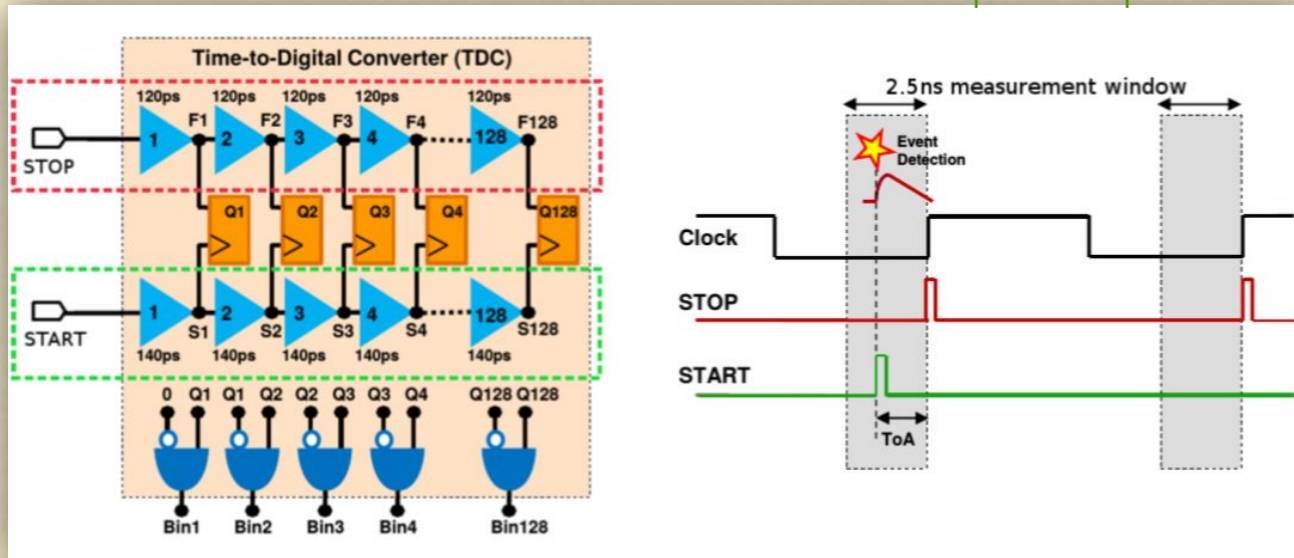 Time-to-Digital Converter (TDC)
120ps 120ps 120ps 120ps 120ps
1 F1 2 F2 3 F3 4 F4 128 F128
STOP
Q1 Q2 Q3 Q4 Q128
1 2 3 4 128
START
S1 S2 S3 S4 S128
140ps 140ps 140ps 140ps 140ps
0 Q1 Q1 Q2 Q2 Q3 Q3 Q4 Q128 Q128
Bin1 Bin2 Bin3 Bin4 Bin128
2.5ns measurement window
Event
Detection
Clock
STOP
START
ToA